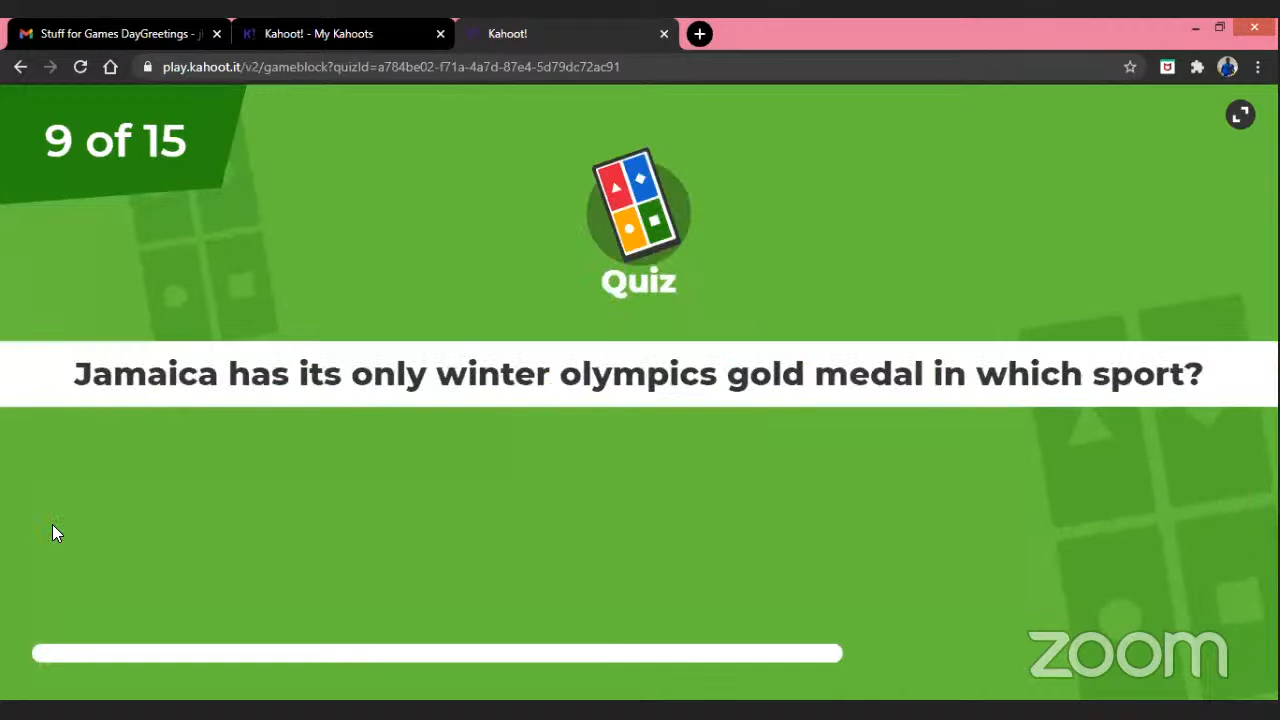 Stuff for Games DayGreetings -
Kahoot! - My Kahoots
Kahoot!
play.kahoot.it/v2/gameblock?quizId=a784be02-f71a-4a7d-87e4-5d79dc72ac91
9 of 15
Quiz
Jamaica has its only winter olympics gold medal in which sport?
zoom